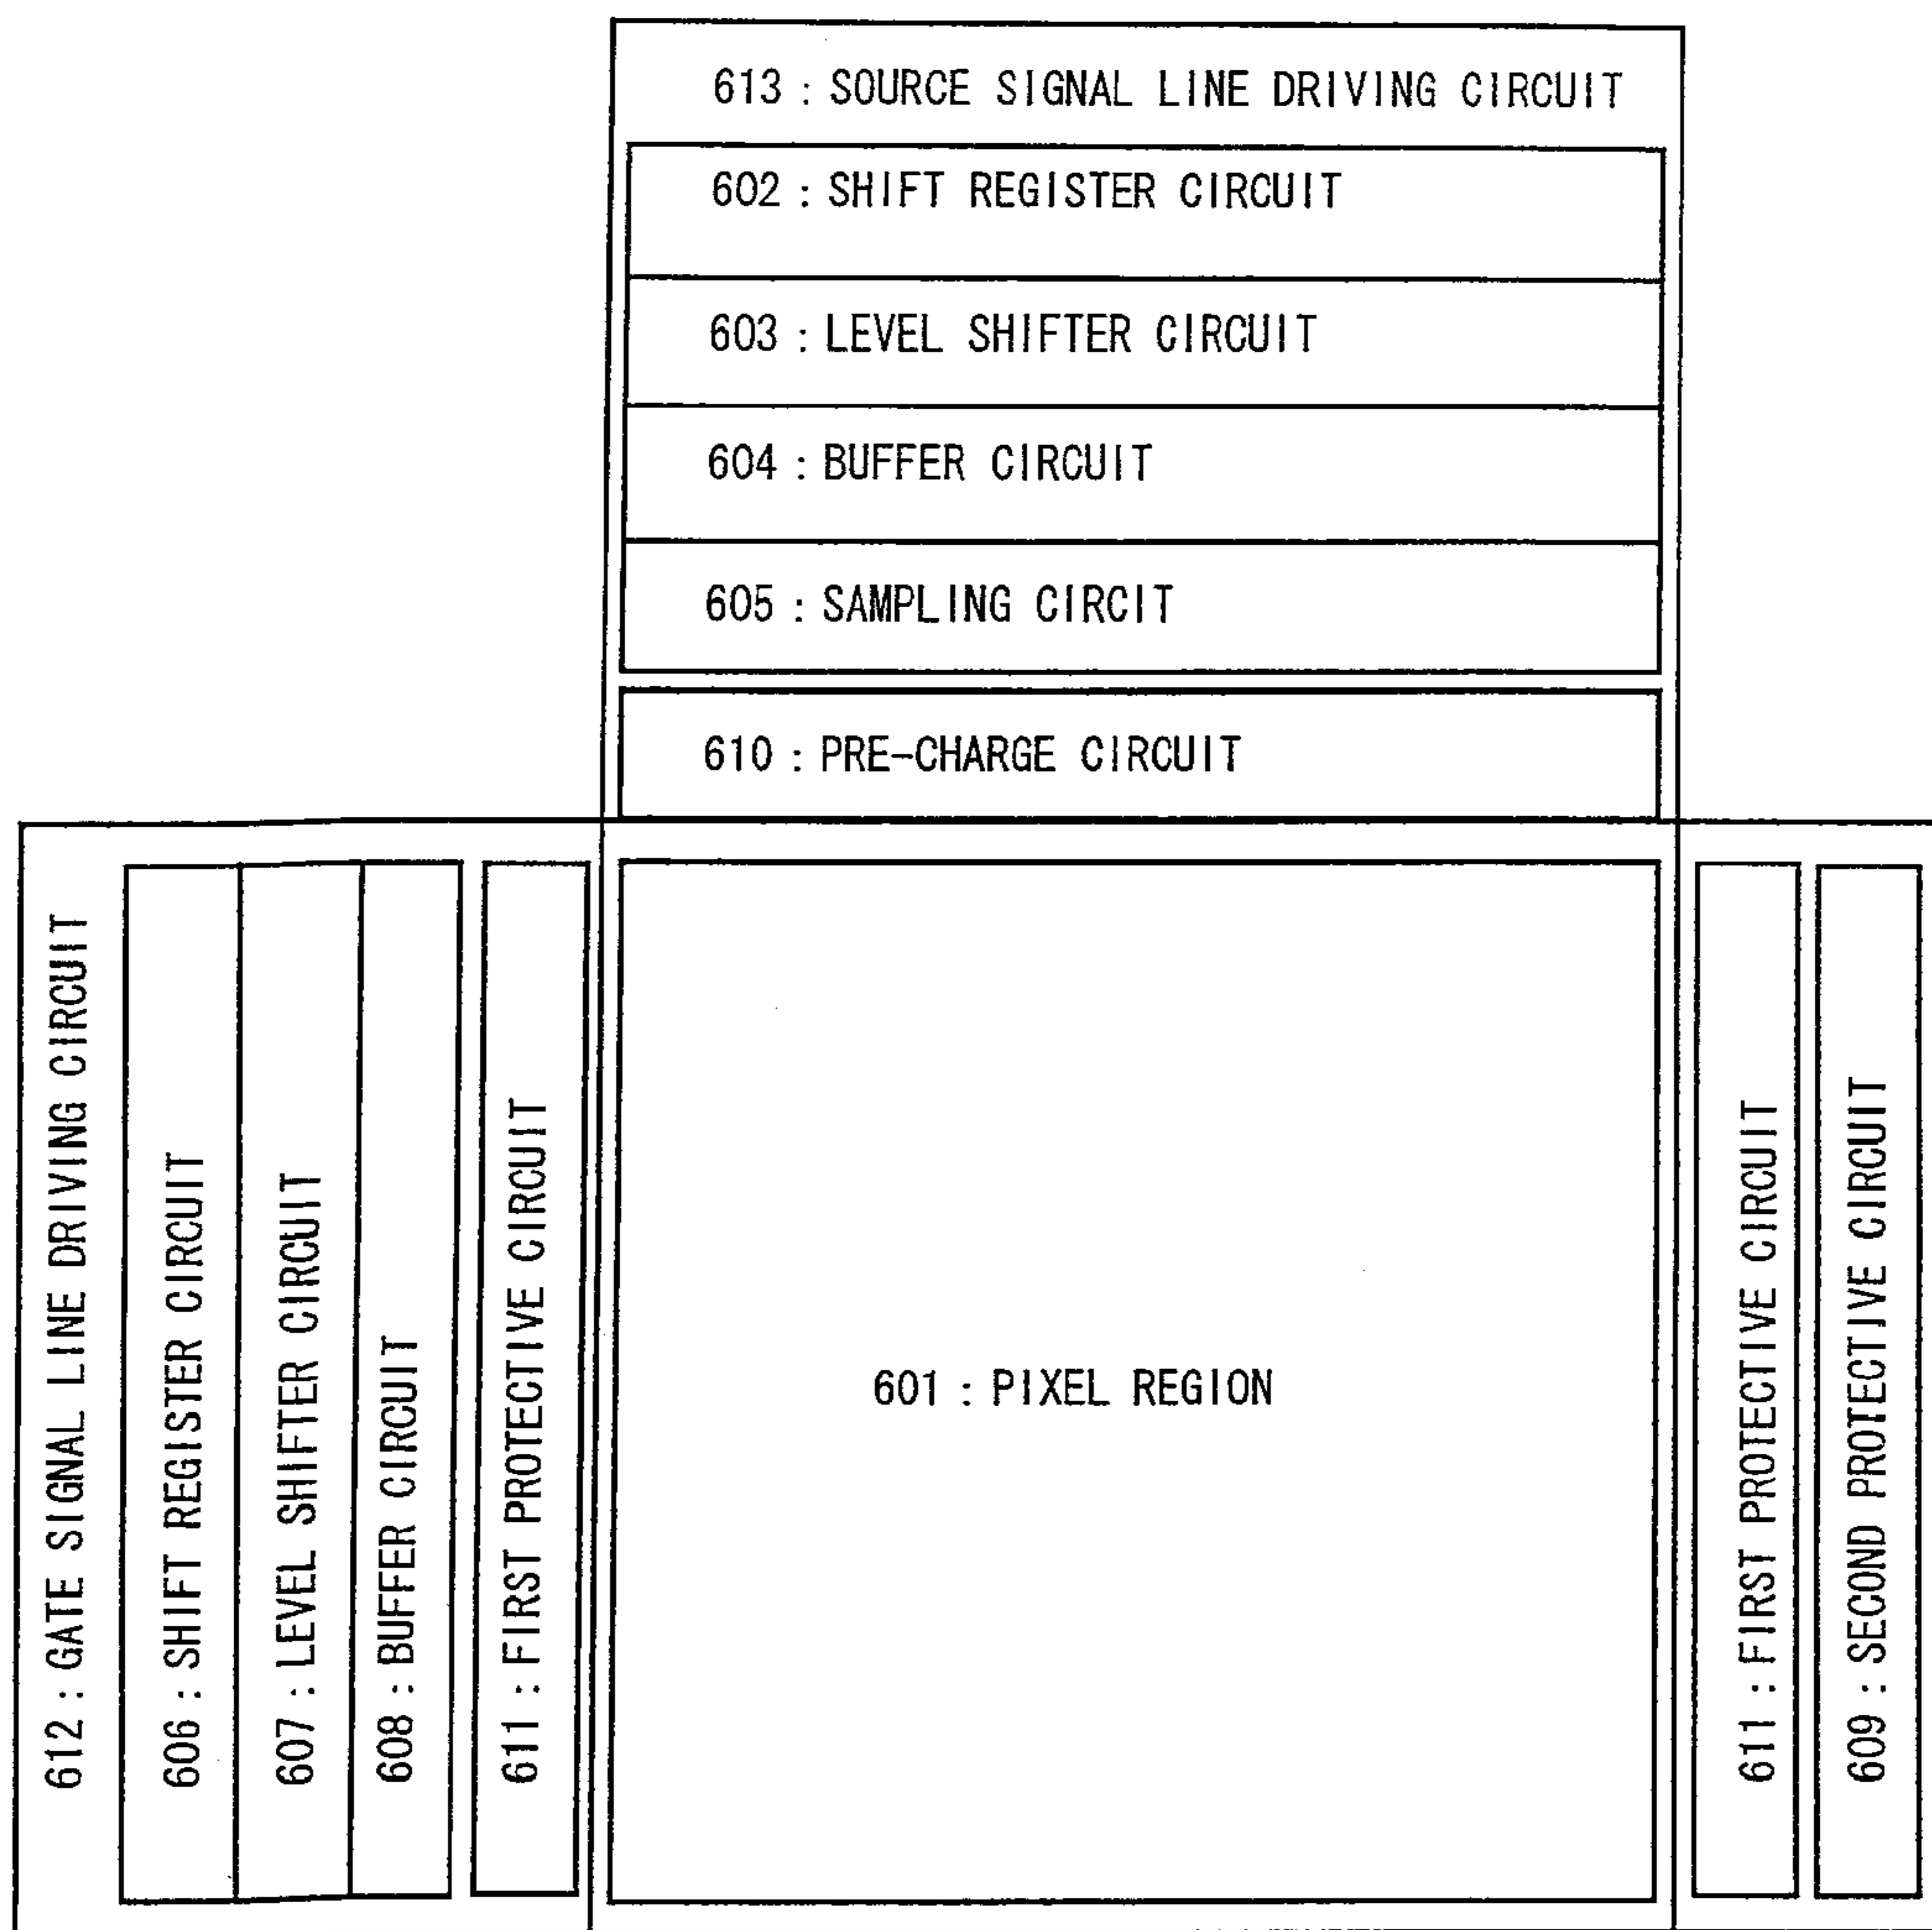 613 : SOURCE SIGNAL LINE DRIVING CIRCUIT
602 : SHIFT REGISTER CIRCUIT
603 : LEVEL SHIFTER CIRCUIT
604 : BUFFER CIRCUIT
605 : SAMPLING CIRCIT
610 : PRE-CHARGE CIRCUIT
612 : GATE SIGNAL LINE DRIVING CIRCUIT
606 : SHIFT REGISTER CIRCUIT
607 : LEVEL SHIFTER CIRCUIT
608 : BUFFER CIRCUIT
611 : FIRST PROTECTIVE CIRCUIT
601 : PIXEL REGION
611 : FIRST PROTECTIVE CIRCUIT
609 : SECOND PROTECTIVE CIRCUIT